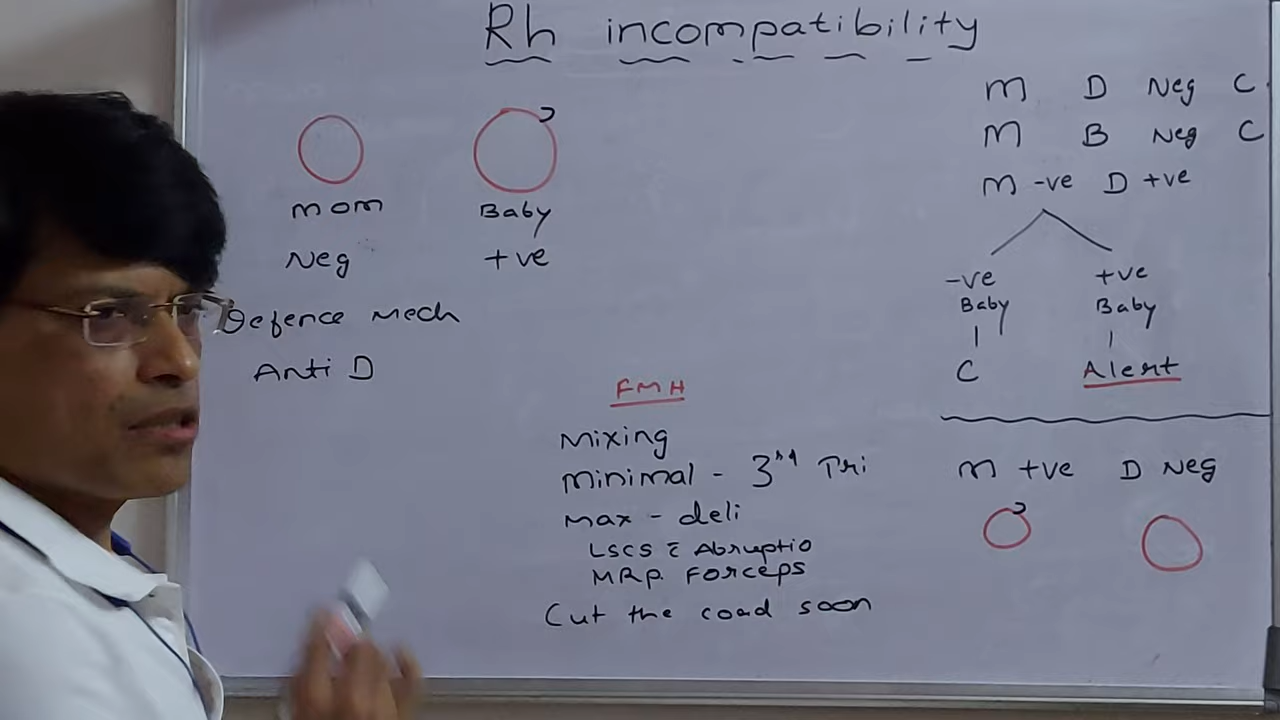 Rh incompatibility
Mom
Neg
Baby
+ve
Defence Mech
Anti D
FMH
Mixing
Minimal - 3rd Tri
Max - deli
LSCS c̄ Abruptio
MRP Forceps
Cut the coad soon
M D Neg C
M B Neg C
M -ve D +ve
-ve +ve
Baby Baby
C Alert
M +ve D Neg